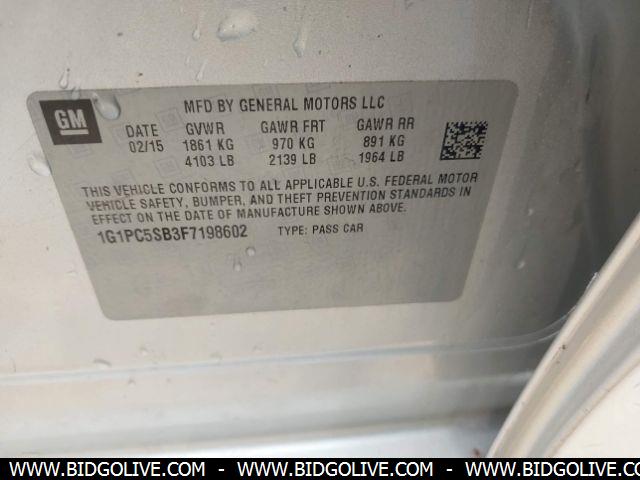 GM
MFD BY GENERAL MOTORS LLC
DATE GVWR GAWR FRT GAWR RR
02/15 1861 KG 970 KG 891 KG
4103 LB 2139 LB 1964 LB
THIS VEHICLE CONFORMS TO ALL APPLICABLE U.S. FEDERAL MOTOR
VEHICLE SAFETY, BUMPER, AND THEFT PREVENTION STANDARDS IN
EFFECT ON THE DATE OF MANUFACTURE SHOWN ABOVE.
1G1PC5SB3F7198602 TYPE: PASS CAR
WWW.BIDGOLIVE.COM - WWW.BIDGOLIVE.COM - WWW.BIDGOLIVE.COM